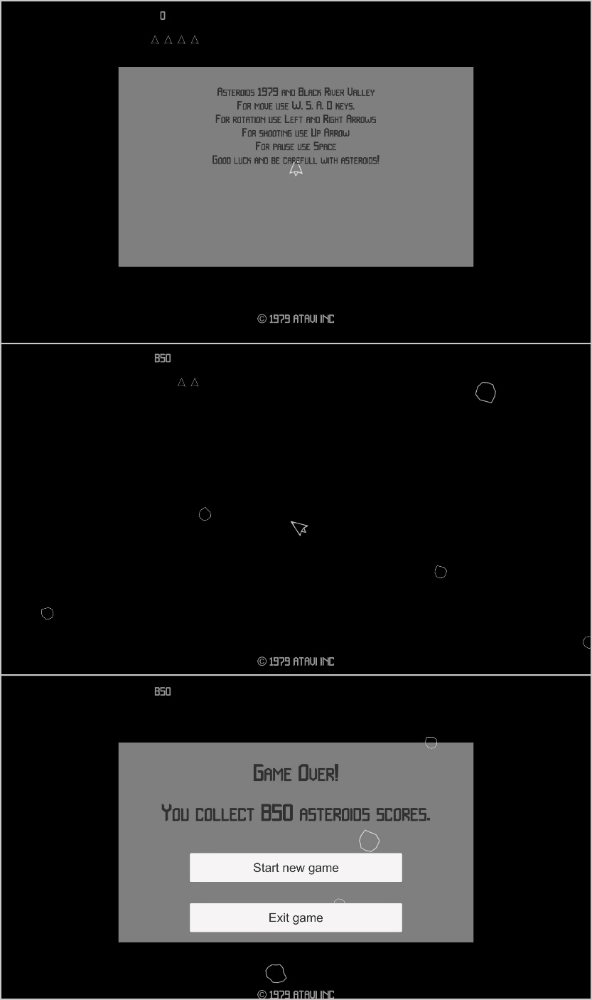 0
Asteroids 1979 and Black River Valley
For move use W, S, A, D keys.
For rotation use Left and Right Arrows
For shooting use Up Arrow
For pause use Space
Good luck and be carefull with asteroids!
© 1979 ATAVI INC
850
© 1979 ATAVI INC
850
Game Over!
You collect 850 asteroids scores.
Start new game
Exit game
© 1979 ATAVI INC